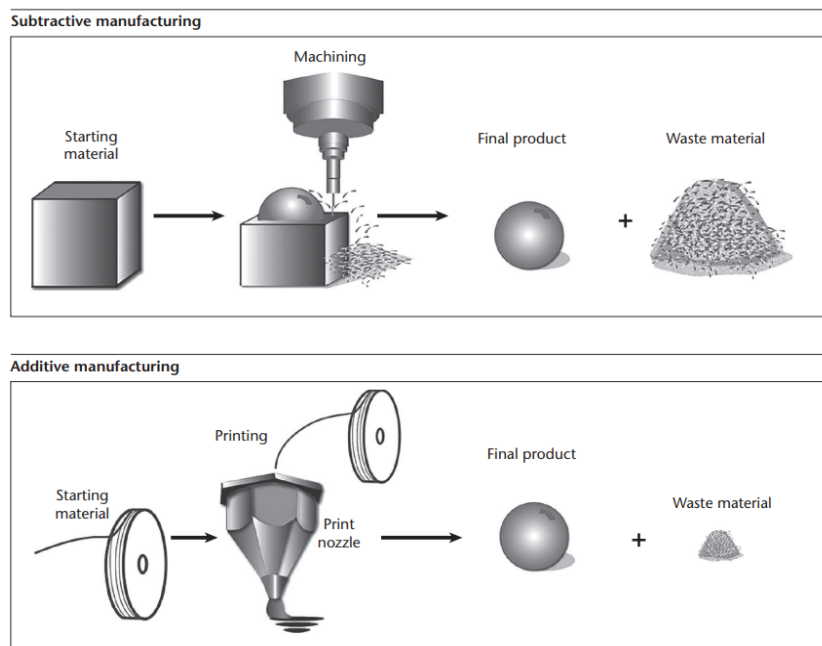 Subtractive manufacturing
Machining
Starting
material
Final product
Waste material
+
Additive manufacturing
Printing
Final product
Starting
material
Print
nozzle
Waste material
+